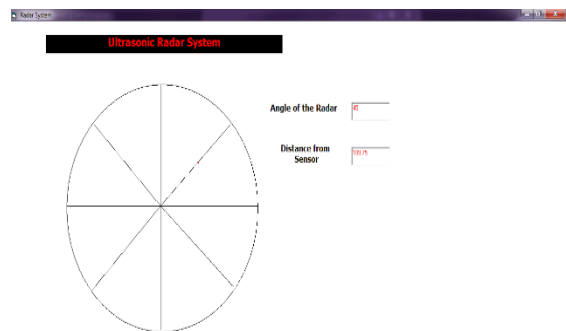 Radar System
Ultrasonic Radar System
Angle of the Radar
45
Distance from
Sensor